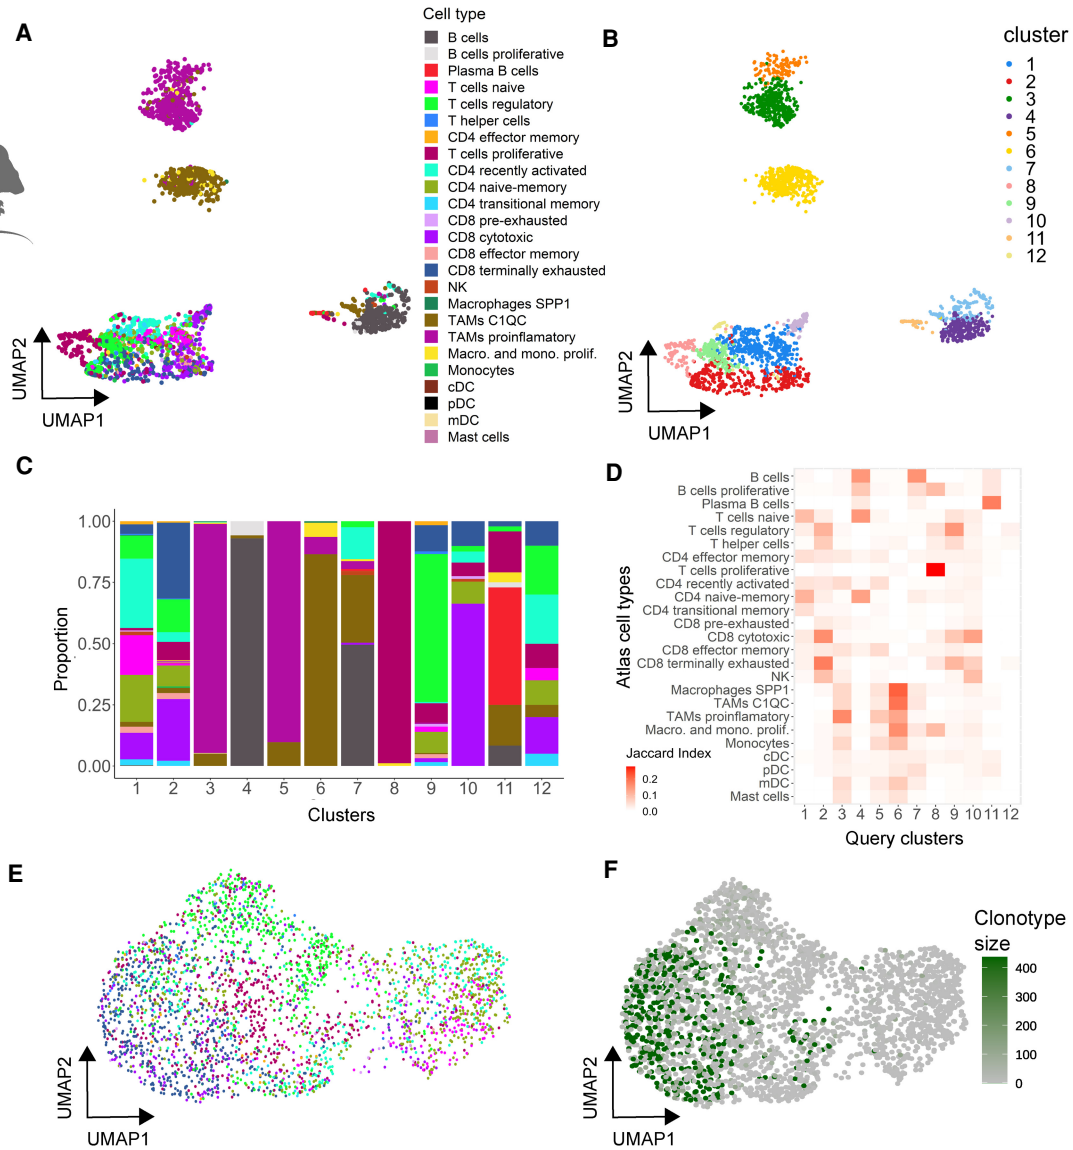 A
Cell type
B cells
B cells proliferative
Plasma B cells
T cells naive
T cells regulatory
T helper cells
CD4 effector memory
T cells proliferative
CD4 recently activated
CD4 naive-memory
CD4 transitional memory
CD8 pre-exhausted
CD8 cytotoxic
CD8 effector memory
CD8 terminally exhausted
NK
Macrophages SPP1
TAMs C1QC
TAMs proinflamatory
Macro. and mono. prolif.
Monocytes
cDC
pDC
mDC
Mast cells
UMAP2
UMAP1
B
cluster
1
2
3
4
5
6
7
8
9
10
11
12
UMAP2
UMAP1
C
Proportion
1.00
0.75
0.50
0.25
0.00
1 2 3 4 5 6 7 8 9 10 11 12
Clusters
D
Atlas cell types
B cells
B cells proliferative
Plasma B cells
T cells naive
T cells regulatory
T helper cells
CD4 effector memory
T cells proliferative
CD4 recently activated
CD4 naive-memory
CD4 transitional memory
CD8 pre-exhausted
CD8 cytotoxic
CD8 effector memory
CD8 terminally exhausted
NK
Macrophages SPP1
TAMs C1QC
TAMs proinflamatory
Macro. and mono. prolif.
Monocytes
cDC
pDC
mDC
Mast cells
Jaccard Index
0.2
0.1
0.0
1 2 3 4 5 6 7 8 9 10 11 12
Query clusters
E
UMAP2
UMAP1
F
Clonotype
size
400
300
200
100
0
UMAP2
UMAP1